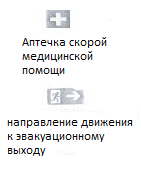 Аптечка скорой
медицинской
помощи
направление движения
к эвакуационному
выходу